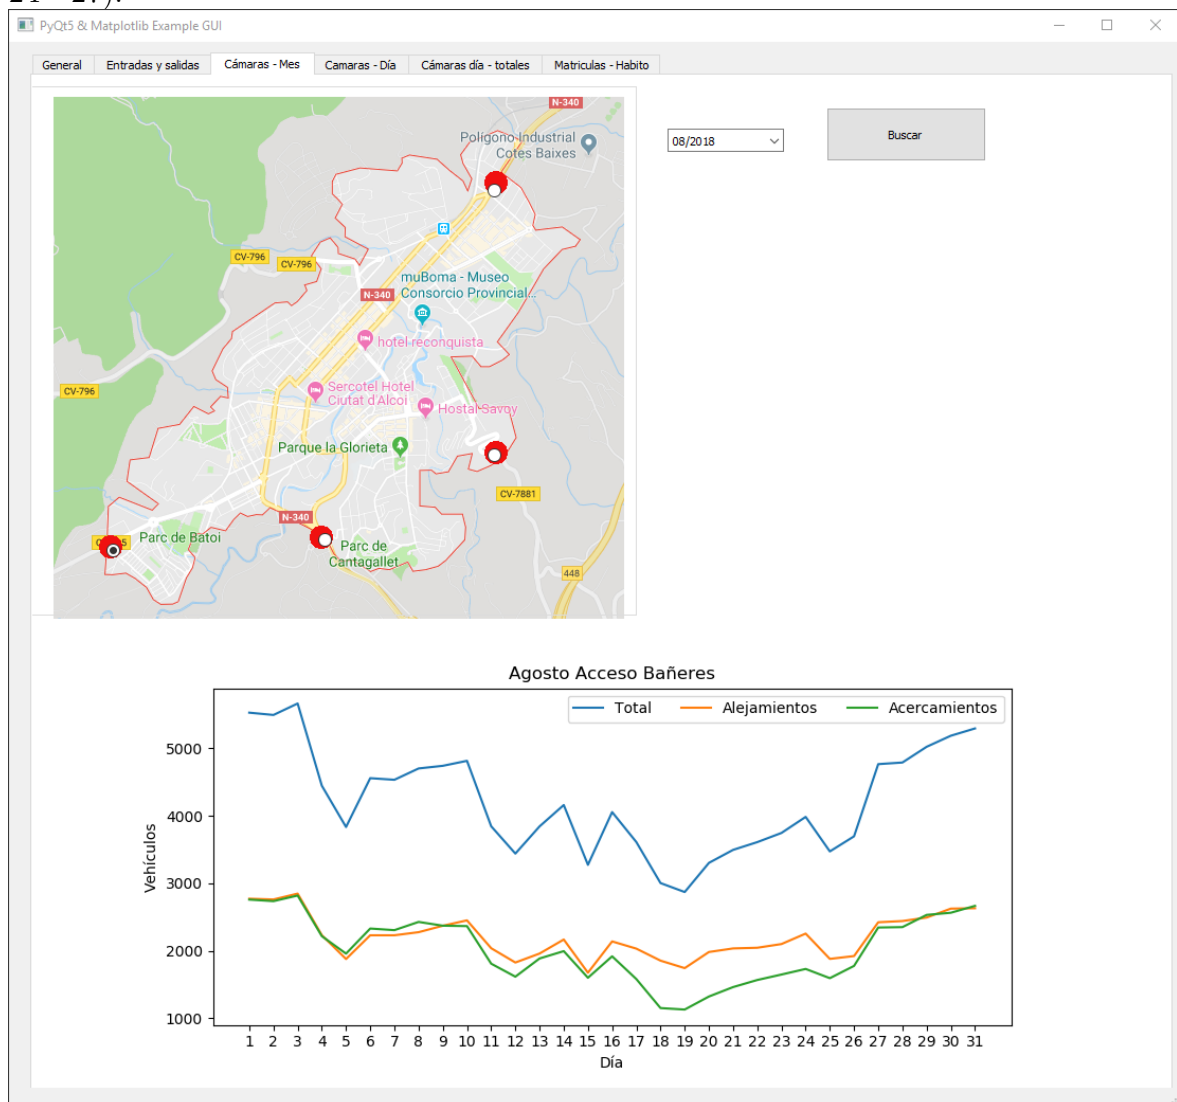 PyQt5 & Matplotlib Example GUI
General Entradas y salidas Cámaras - Mes Camaras - Día Cámaras día - totales Matriculas - Habito
N-340
Polígono Industrial
Cotes Baixes
08/2018
Buscar
CV-796
CV-796
muBoma - Museo
Consorcio Provincial...
N-340
hotel reconquista
CV-796
Sercotel Hotel
Ciutat d'Alcoi
Hostal Savoy
Parque la Glorieta
CV-7881
N-340
Parc de Batoi
Parc de
Cantagallet
448
Agosto Acceso Bañeres
Total Alejamientos Acercamientos
5000
4000
3000
2000
1000
Vehículos
1 2 3 4 5 6 7 8 9 10 11 12 13 14 15 16 17 18 19 20 21 22 23 24 25 26 27 28 29 30 31
Día